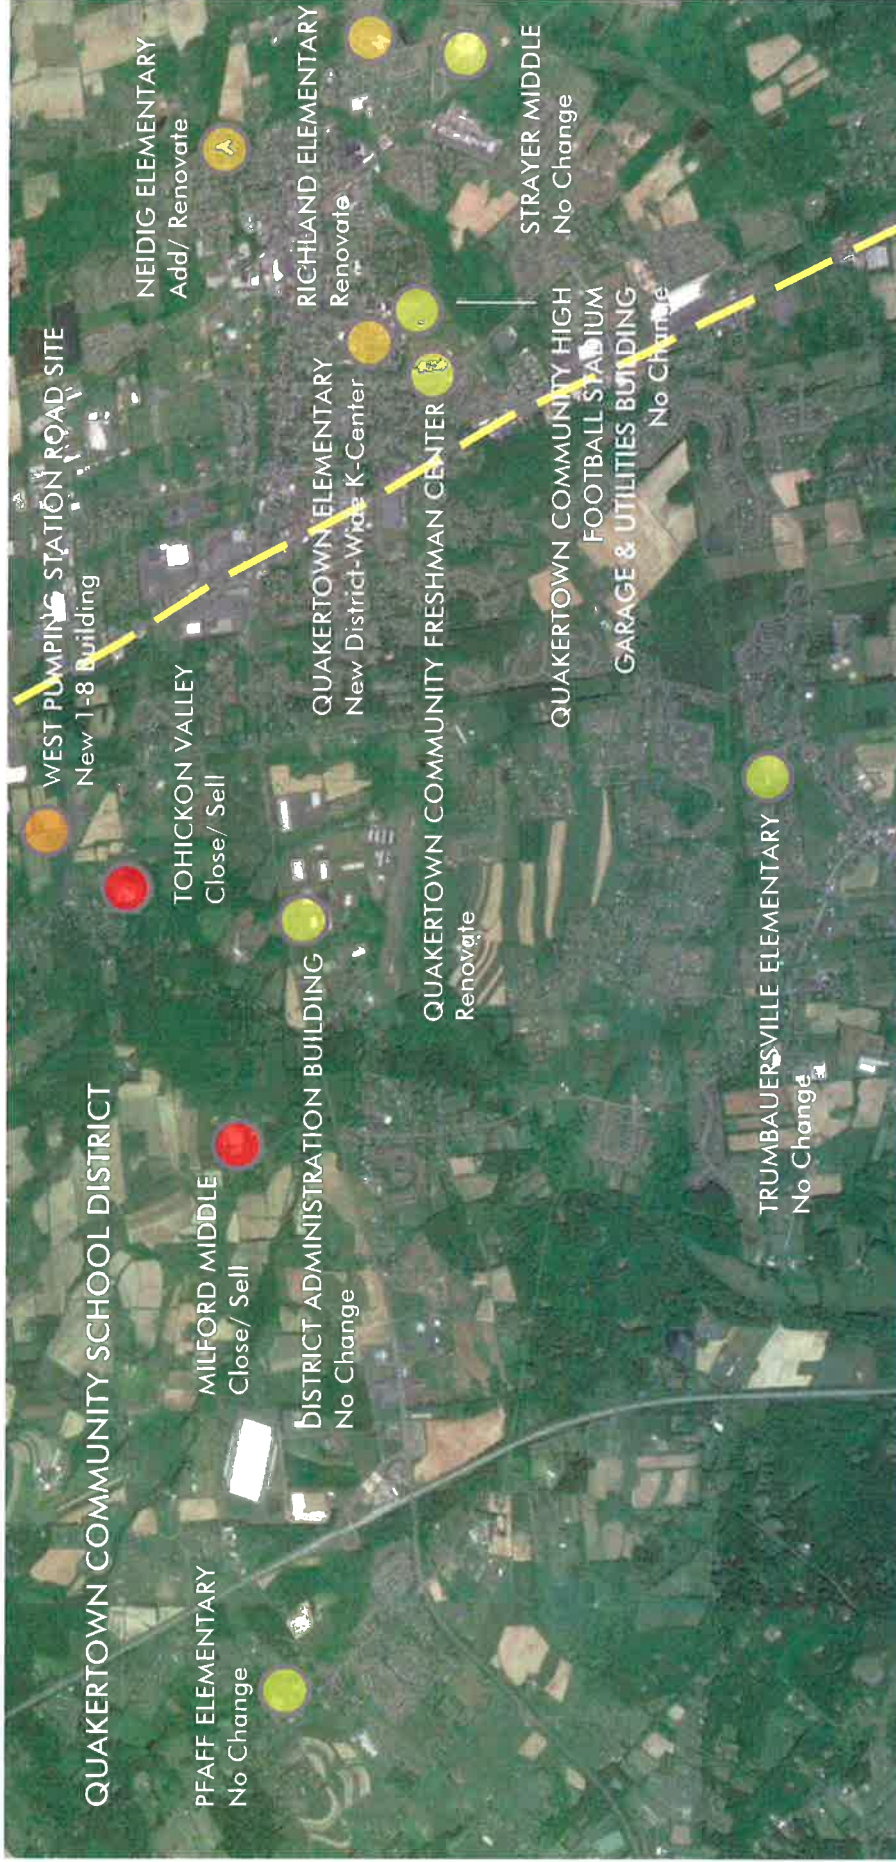 QUAKERTOWN COMMUNITY SCHOOL DISTRICT
PFAFF ELEMENTARY
No Change
MILFORD MIDDLE
Close/ Sell
DISTRICT ADMINISTRATION BUILDING
No Change
WEST PUMPING STATION ROAD SITE
New 1-8 Building
TOHICKON VALLEY
Close/ Sell
NEIDIG ELEMENTARY
Add/ Renovate
RICHLAND ELEMENTARY
Renovate
QUAKERTOWN ELEMENTARY
New District-Wide K-Center
QUAKERTOWN COMMUNITY FRESHMAN CENTER
Renovate
STRAYER MIDDLE
No Change
QUAKERTOWN COMMUNITY HIGH
FOOTBALL STADIUM
GARAGE & UTILITIES BUILDING
No Change
TRUMBAUERSVILLE ELEMENTARY
No Change